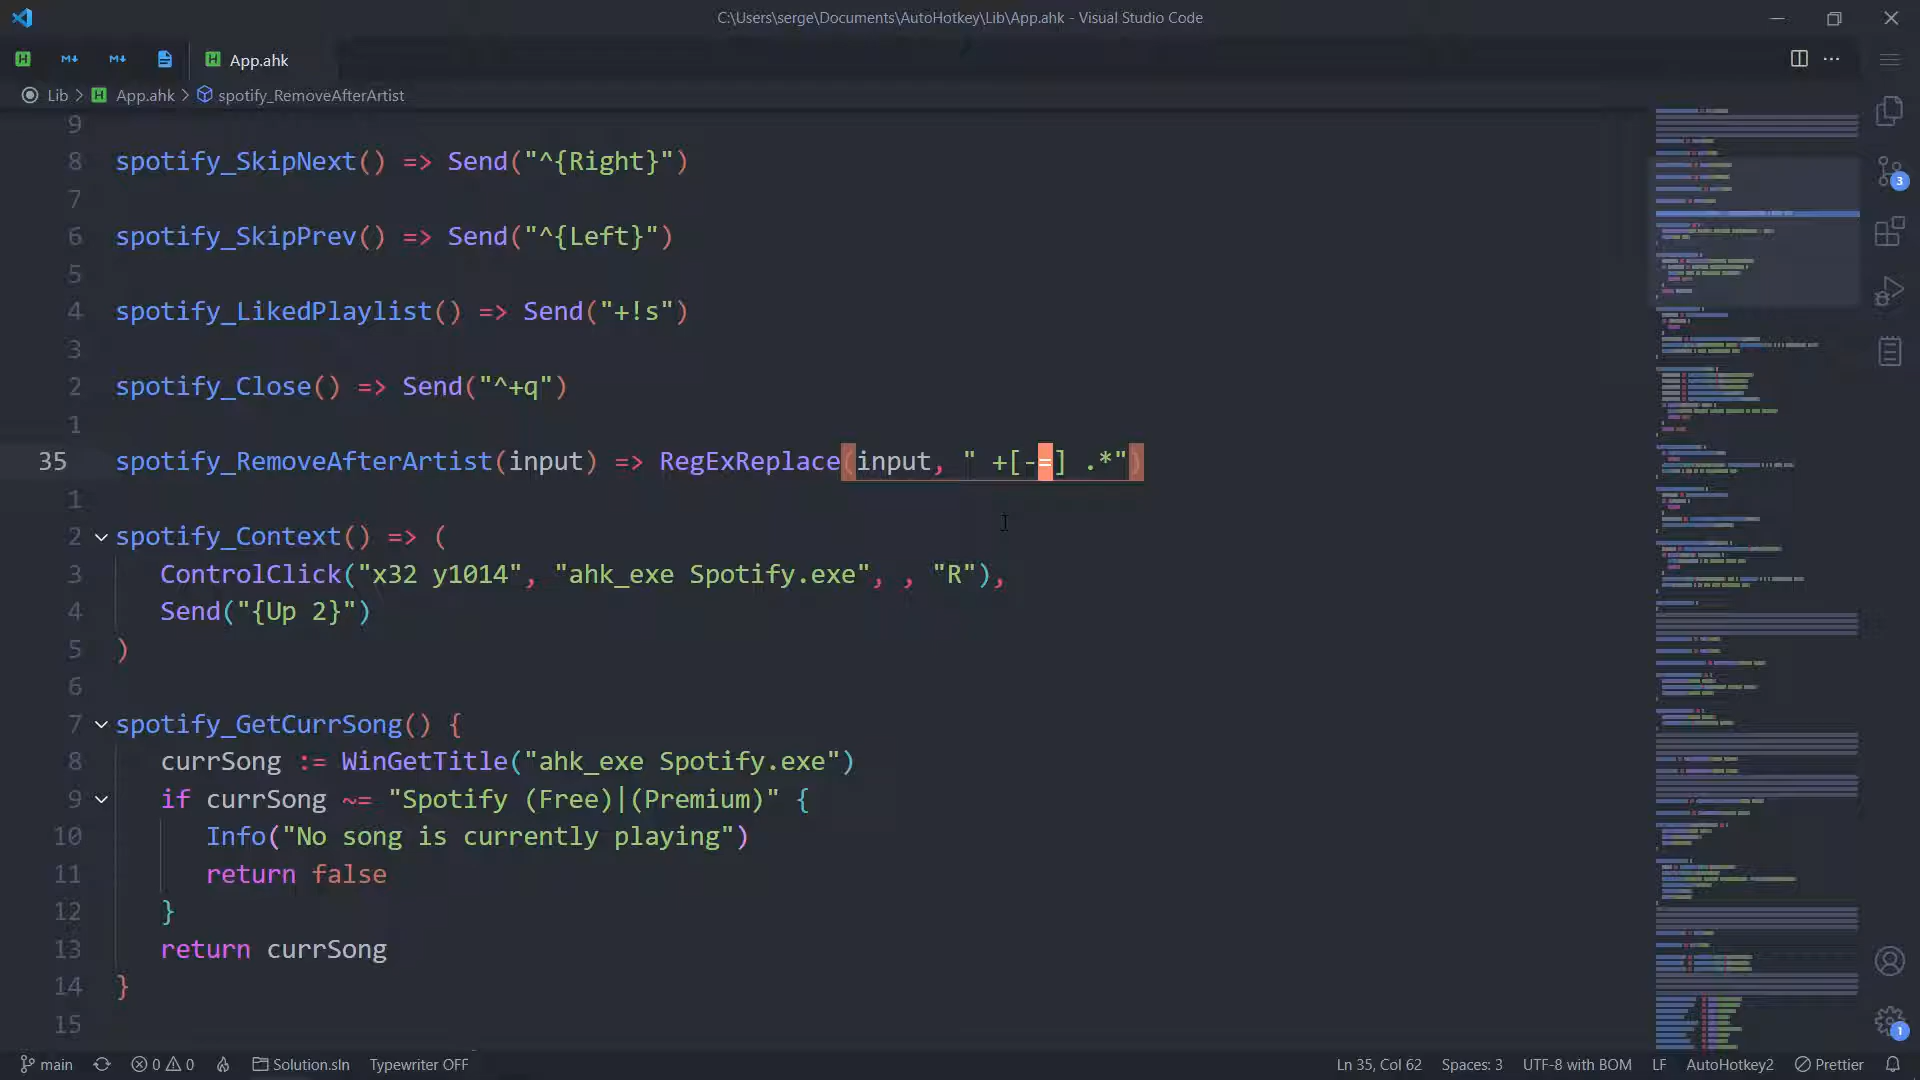 C:\Users\serge\Documents\AutoHotkey\Lib\App.ahk - Visual Studio Code
App.ahk
Lib > App.ahk > spotify_RemoveAfterArtist
9
8 spotify_SkipNext() => Send("^{Right}")
7
6 spotify_SkipPrev() => Send("^{Left}")
5
4 spotify_LikedPlaylist() => Send("+!s")
3
2 spotify_Close() => Send("^+q")
1
35 spotify_RemoveAfterArtist(input) => RegExReplace(input, " +[-=] .*")
1
2 spotify_Context() => (
3 ControlClick("x32 y1014", "ahk_exe Spotify.exe", , "R"),
4 Send("{Up 2}")
5 )
6
7 spotify_GetCurrSong() {
8 currSong := WinGetTitle("ahk_exe Spotify.exe")
9 if currSong ~= "Spotify (Free)|(Premium)" {
10 Info("No song is currently playing")
11 return false
12 }
13 return currSong
14 }
15
3
1
main 0 0 Solution.sln Typewriter OFF Ln 35, Col 62 Spaces: 3 UTF-8 with BOM LF AutoHotkey2 Prettier